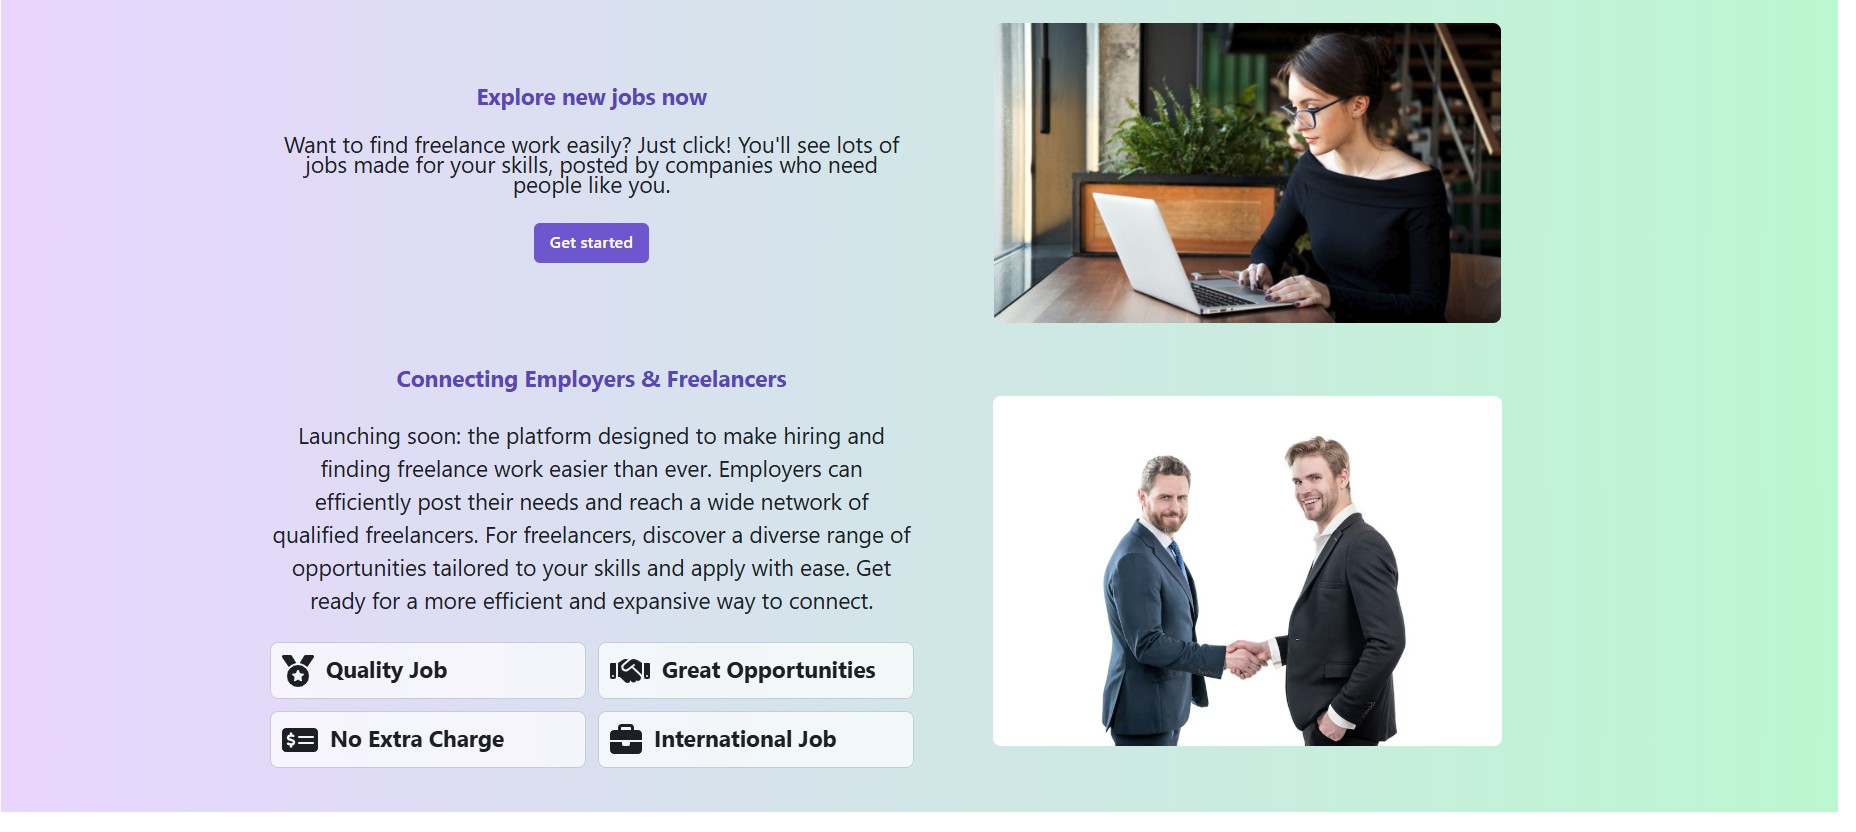 Explore new jobs now
Want to find freelance work easily? Just click! You'll see lots of
jobs made for your skills, posted by companies who need
people like you.
Get started
Connecting Employers & Freelancers
Launching soon: the platform designed to make hiring and
finding freelance work easier than ever. Employers can
efficiently post their needs and reach a wide network of
qualified freelancers. For freelancers, discover a diverse range of
opportunities tailored to your skills and apply with ease. Get
ready for a more efficient and expansive way to connect.
Quality Job
Great Opportunities
No Extra Charge
International Job